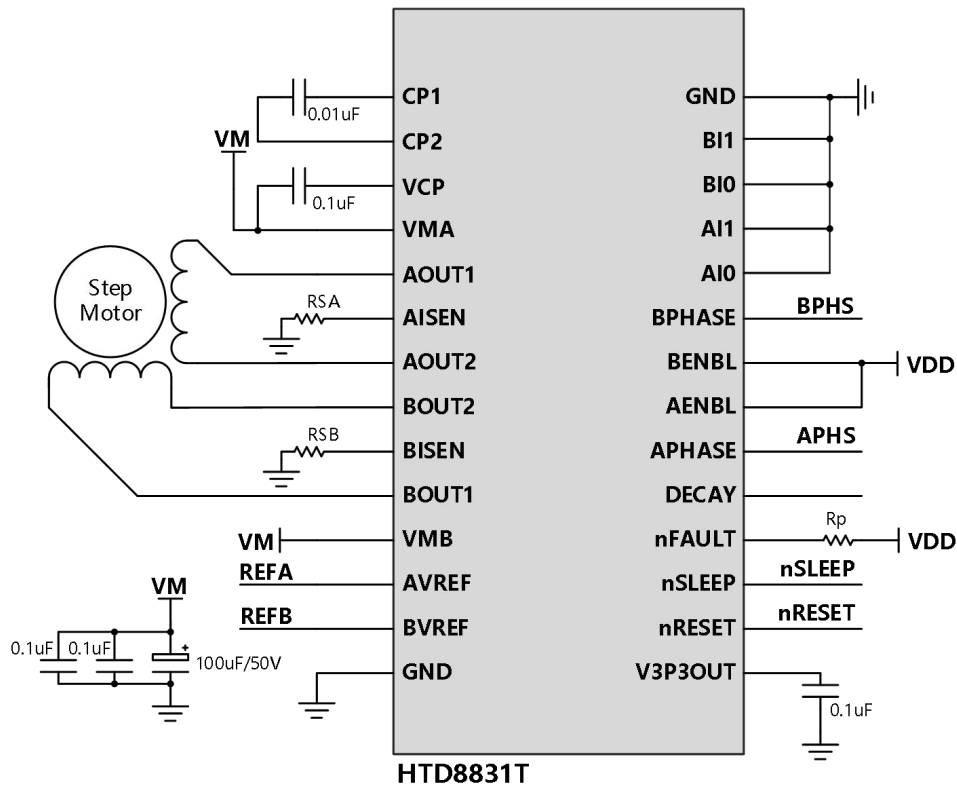 CP1
0.01uF
CP2
VM
VCP
0.1uF
VMA
AOUT1
Step
Motor
RSA
AISEN
AOUT2
BOUT2
RSB
BISEN
BOUT1
VM
VMB
REFA
AVREF
REFB
BVREF
GND
VM
0.1uF
0.1uF
+
100uF/50V
GND
BI1
BI0
AI1
AI0
BPHASE
BPHS
BENBL
VDD
AENBL
APHASE
APHS
DECAY
nFAULT
Rp
VDD
nSLEEP
nSLEEP
nRESET
nRESET
V3P3OUT
0.1uF
HTD8831T